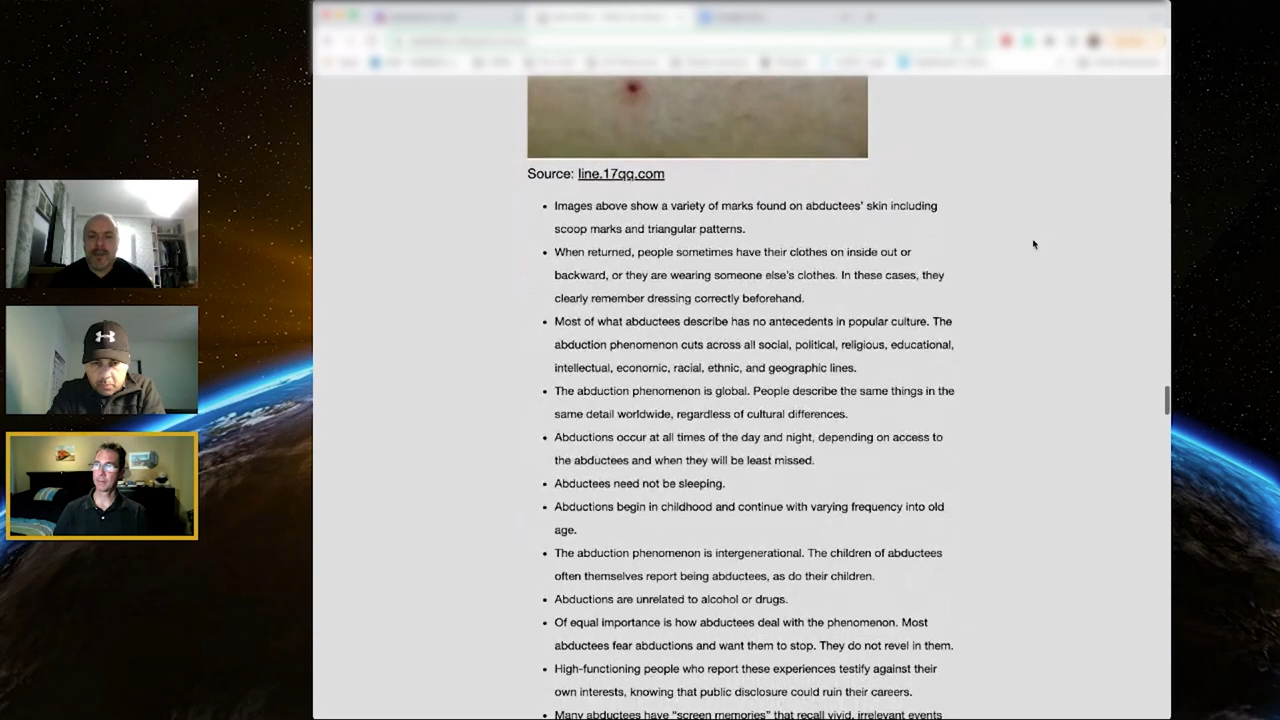 Source: line.17qq.com
• Images above show a variety of marks found on abductees' skin including
scoop marks and triangular patterns.
• When returned, people sometimes have their clothes on inside out or
backward, or they are wearing someone else's clothes. In these cases, they
clearly remember dressing correctly beforehand.
• Most of what abductees describe has no antecedents in popular culture. The
abduction phenomenon cuts across all social, political, religious, educational,
intellectual, economic, racial, ethnic, and geographic lines.
• The abduction phenomenon is global. People describe the same things in the
same detail worldwide, regardless of cultural differences.
• Abductions occur at all times of the day and night, depending on access to
the abductees and when they will be least missed.
• Abductees need not be sleeping.
• Abductions begin in childhood and continue with varying frequency into old
age.
• The abduction phenomenon is intergenerational. The children of abductees
often themselves report being abductees, as do their children.
• Abductions are unrelated to alcohol or drugs.
• Of equal importance is how abductees deal with the phenomenon. Most
abductees fear abductions and want them to stop. They do not revel in them.
• High-functioning people who report these experiences testify against their
own interests, knowing that public disclosure could ruin their careers.
• Many abductees have “screen memories” that recall vivid, irrelevant events